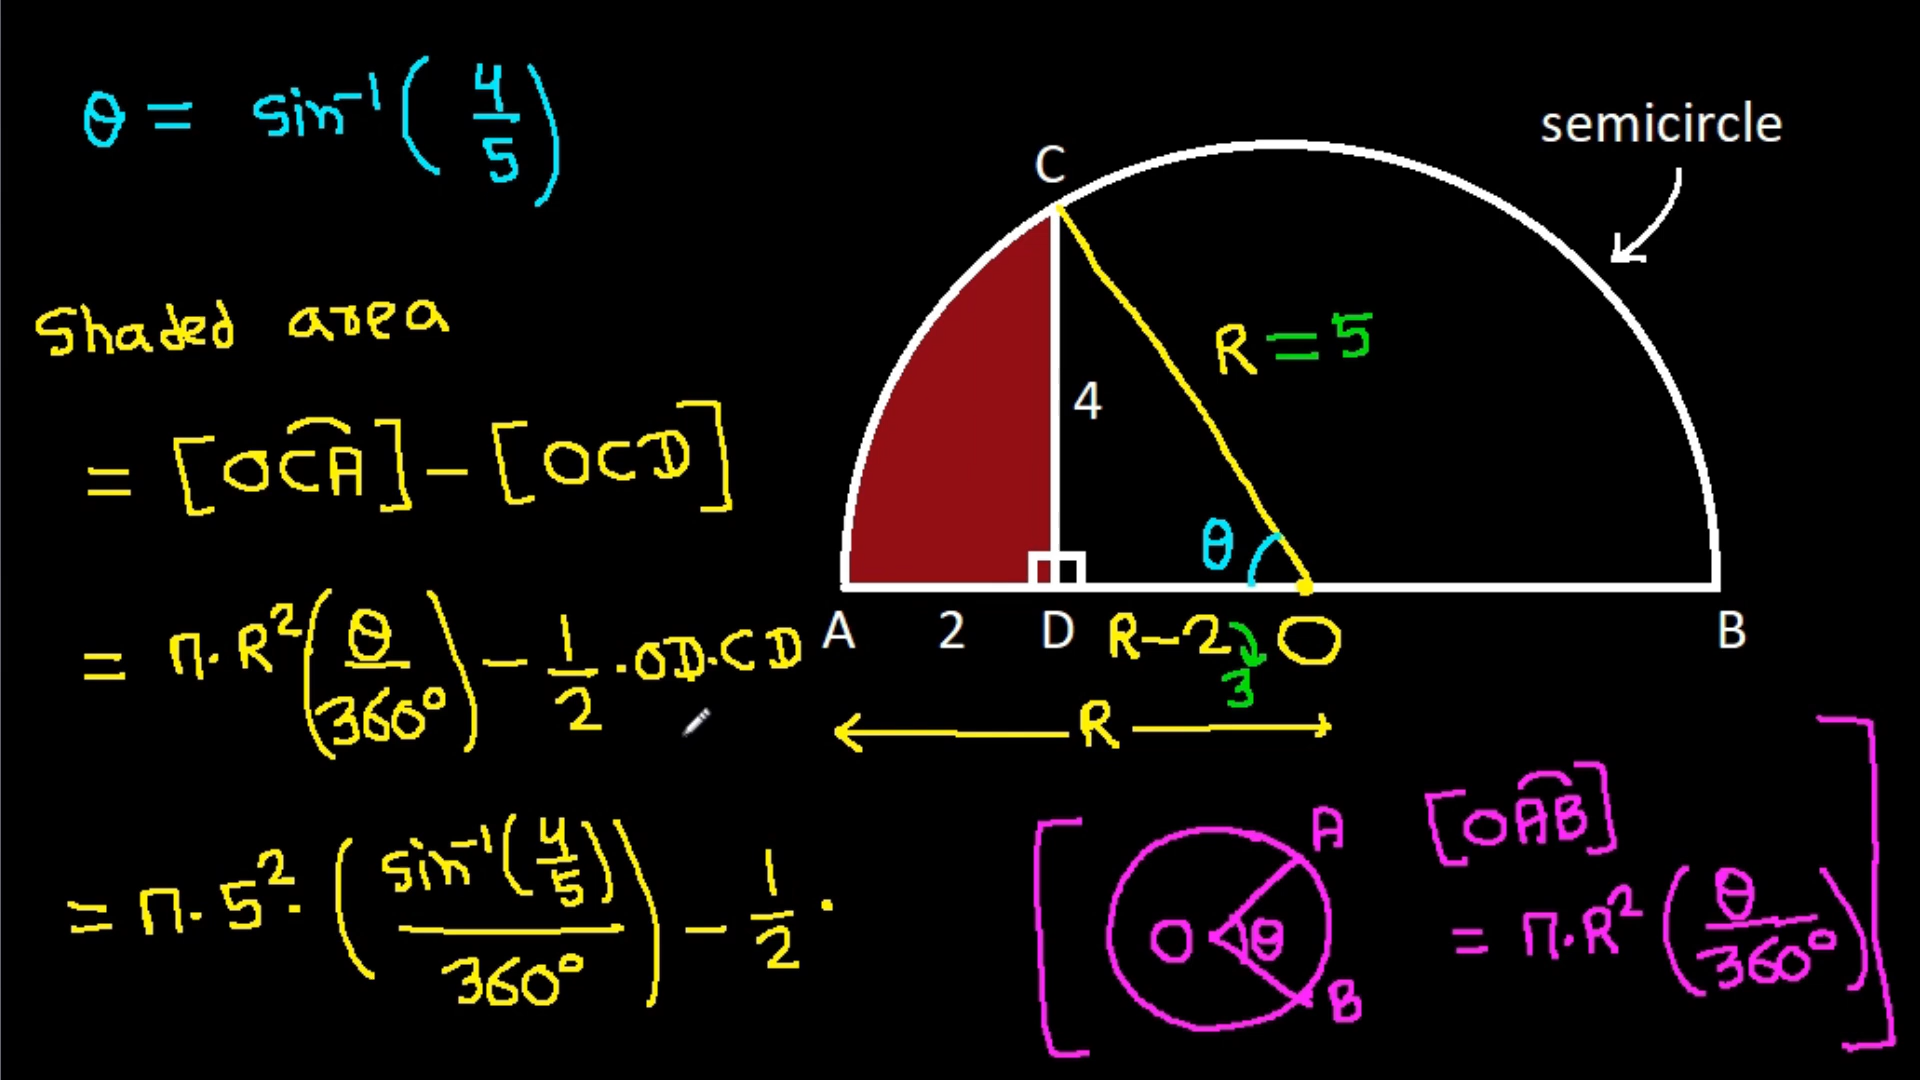 θ = sin⁻¹(4/5)
Shaded area
= [OCA] - [OCD]
= π·R²(θ/360°) - 1/2·OD·CD
= π·5²·(sin⁻¹(4/5)/360°) - 1/2·
semicircle
C
R = 5
4
θ
A 2 D R-2 O B
3
R
A
O θ
B
[OAB]
= π·R²(θ/360°)